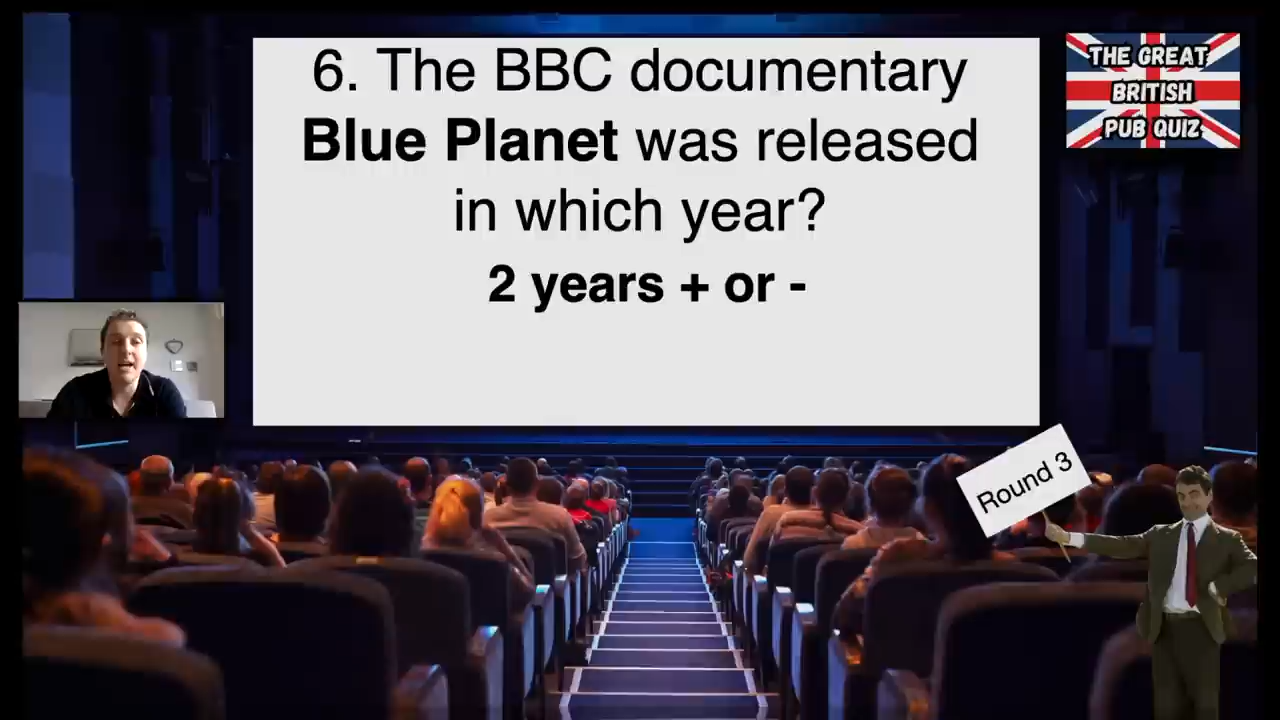 6. The BBC documentary
Blue Planet was released
in which year?
2 years + or -
THE GREAT
BRITISH
PUB QUIZ
Round 3